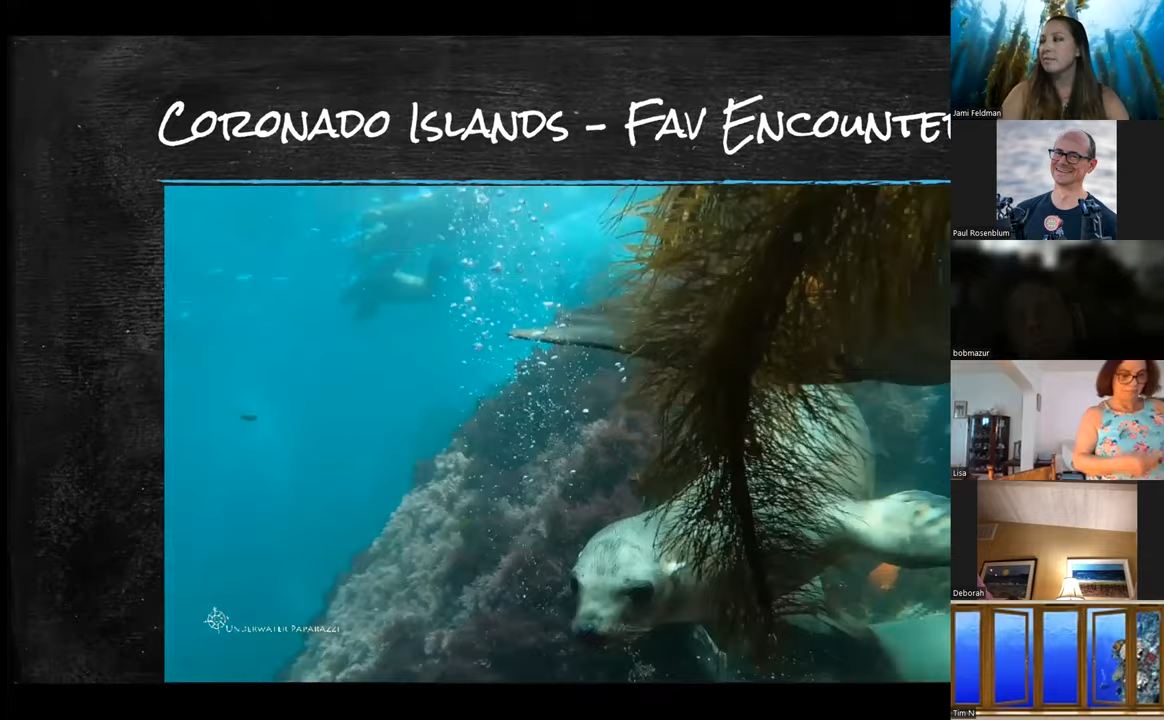 Coronado Islands - Fav Encounte
Jami Feldman
Paul Rosenblum
bobmazur
Lisa
Deborah
Underwater Paparazzi
Tim N